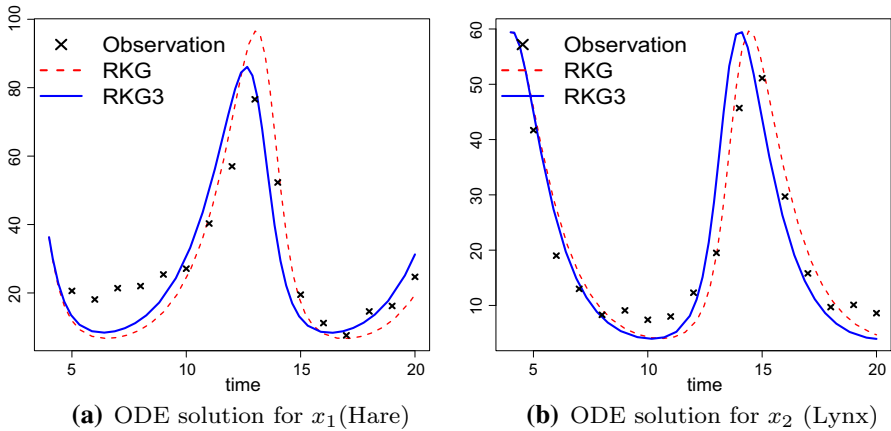 100
80
60
40
20
Observation
RKG
RKG3
5
10
15
20
time
(a) ODE solution for x₁(Hare)
60
50
40
30
20
10
Observation
RKG
RKG3
5
10
15
20
time
(b) ODE solution for x₂ (Lynx)